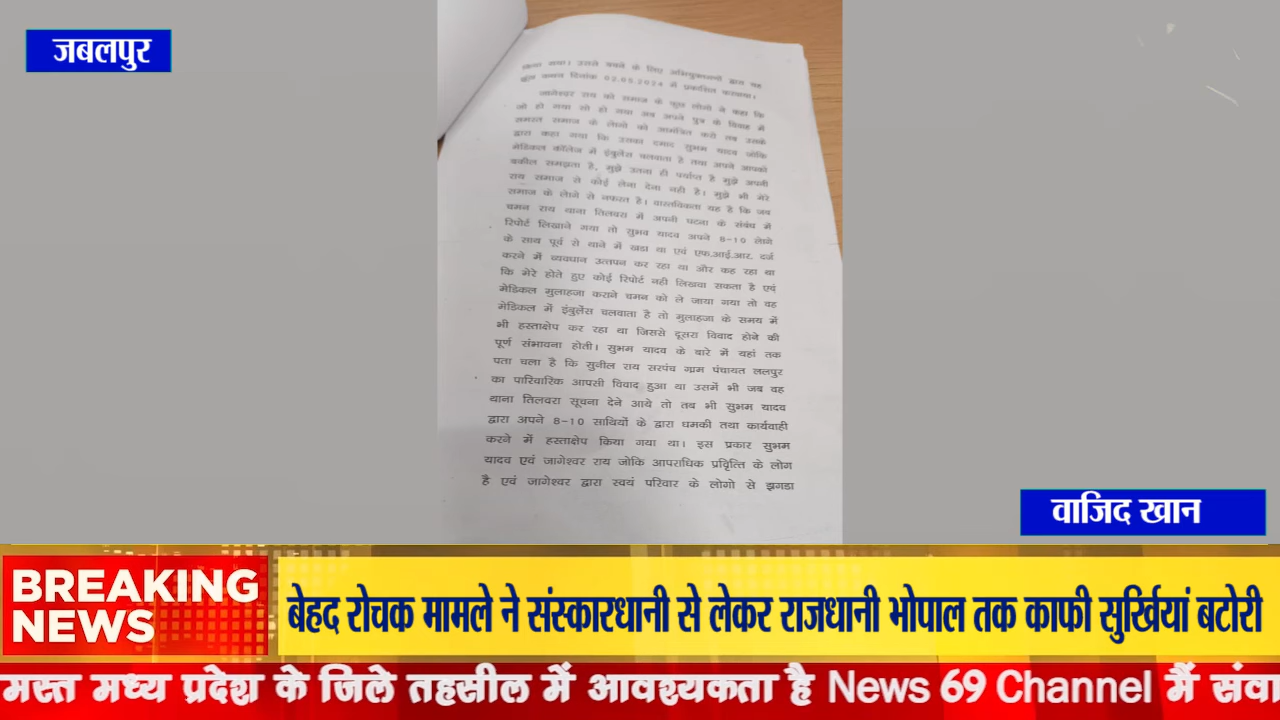 जबलपुर
किया गया। उसने बचने के लिए अभियुक्तगणों द्वारा यह
झूंठ कथन दिनांक 02.05.2024 में प्रकाशित करवाया।
जागेश्वर राय को समाज के कुछ लोगो ने कहा कि
जो हो गया सो हो गया अब अपने पुत्र के विवाह में
समस्त समाज के लोगो को आमंत्रित करो तब उसके
द्वारा कहा गया कि उसका दमाद सुभम यादव जोकि
मेडिकल कॉलेज में इंबुलेंस चलवाता है तथा अपने आपको
वकील समझता है, मुझे उतना ही पर्याप्त है मुझे अपनी
राय समाज से कोई लेना देना नही है। मुझे भी मेरे
समाज के लेागे से नफरत है। वास्तविकता यह है कि जब
चमन राय थाना तिलवरा में अपनी घटना के संबंध में
रिपोर्ट लिखाने गया तो सुभव यादव अपने 8-10 लेागे
के साथ पूर्व से थाने में खडा था एवं एफ.आई.आर. दर्ज
करने में व्यवधान उत्तपन कर रहा था और कह रहा था
कि मेरे होते हुए कोई रिपोर्ट नही लिखवा सकता है एवं
मेडिकल मुलाहजा कराने चमन को ले जाया गया तो वह
मेडिकल में इंबुलेंस चलवाता है तो मुलाहजा के समय में
भी हस्ताक्षेप कर रहा था जिससे दूसरा विवाद होने की
पूर्ण संभावना होती। सुभम यादव के बारे में यहां तक
पता चला है कि सुनील राय सरपंच ग्राम पंचायत ललपुर
का पारिवारिक आपसी विवाद हुआ था उसमें भी जब वह
थाना तिलवरा सूचना देने आये तो तब भी सुभम यादव
द्वारा अपने 8-10 साथियों के द्वारा धमकी तथा कार्यवाही
करने में हस्ताक्षेप किया गया था। इस प्रकार सुभम
यादव एवं जागेश्वर राय जोकि आपराधिक प्रवृित्ति के लोग
है एवं जागेश्वर द्वारा स्वयं परिवार के लोगो से झगडा
वाजिद खान
BREAKING NEWS
बेहद रोचक मामले ने संस्कारधानी से लेकर राजधानी भोपाल तक काफी सुर्खियां बटोरी
मस्त मध्य प्रदेश के जिले तहसील में आवश्यकता है News 69 Channel मैं संवा